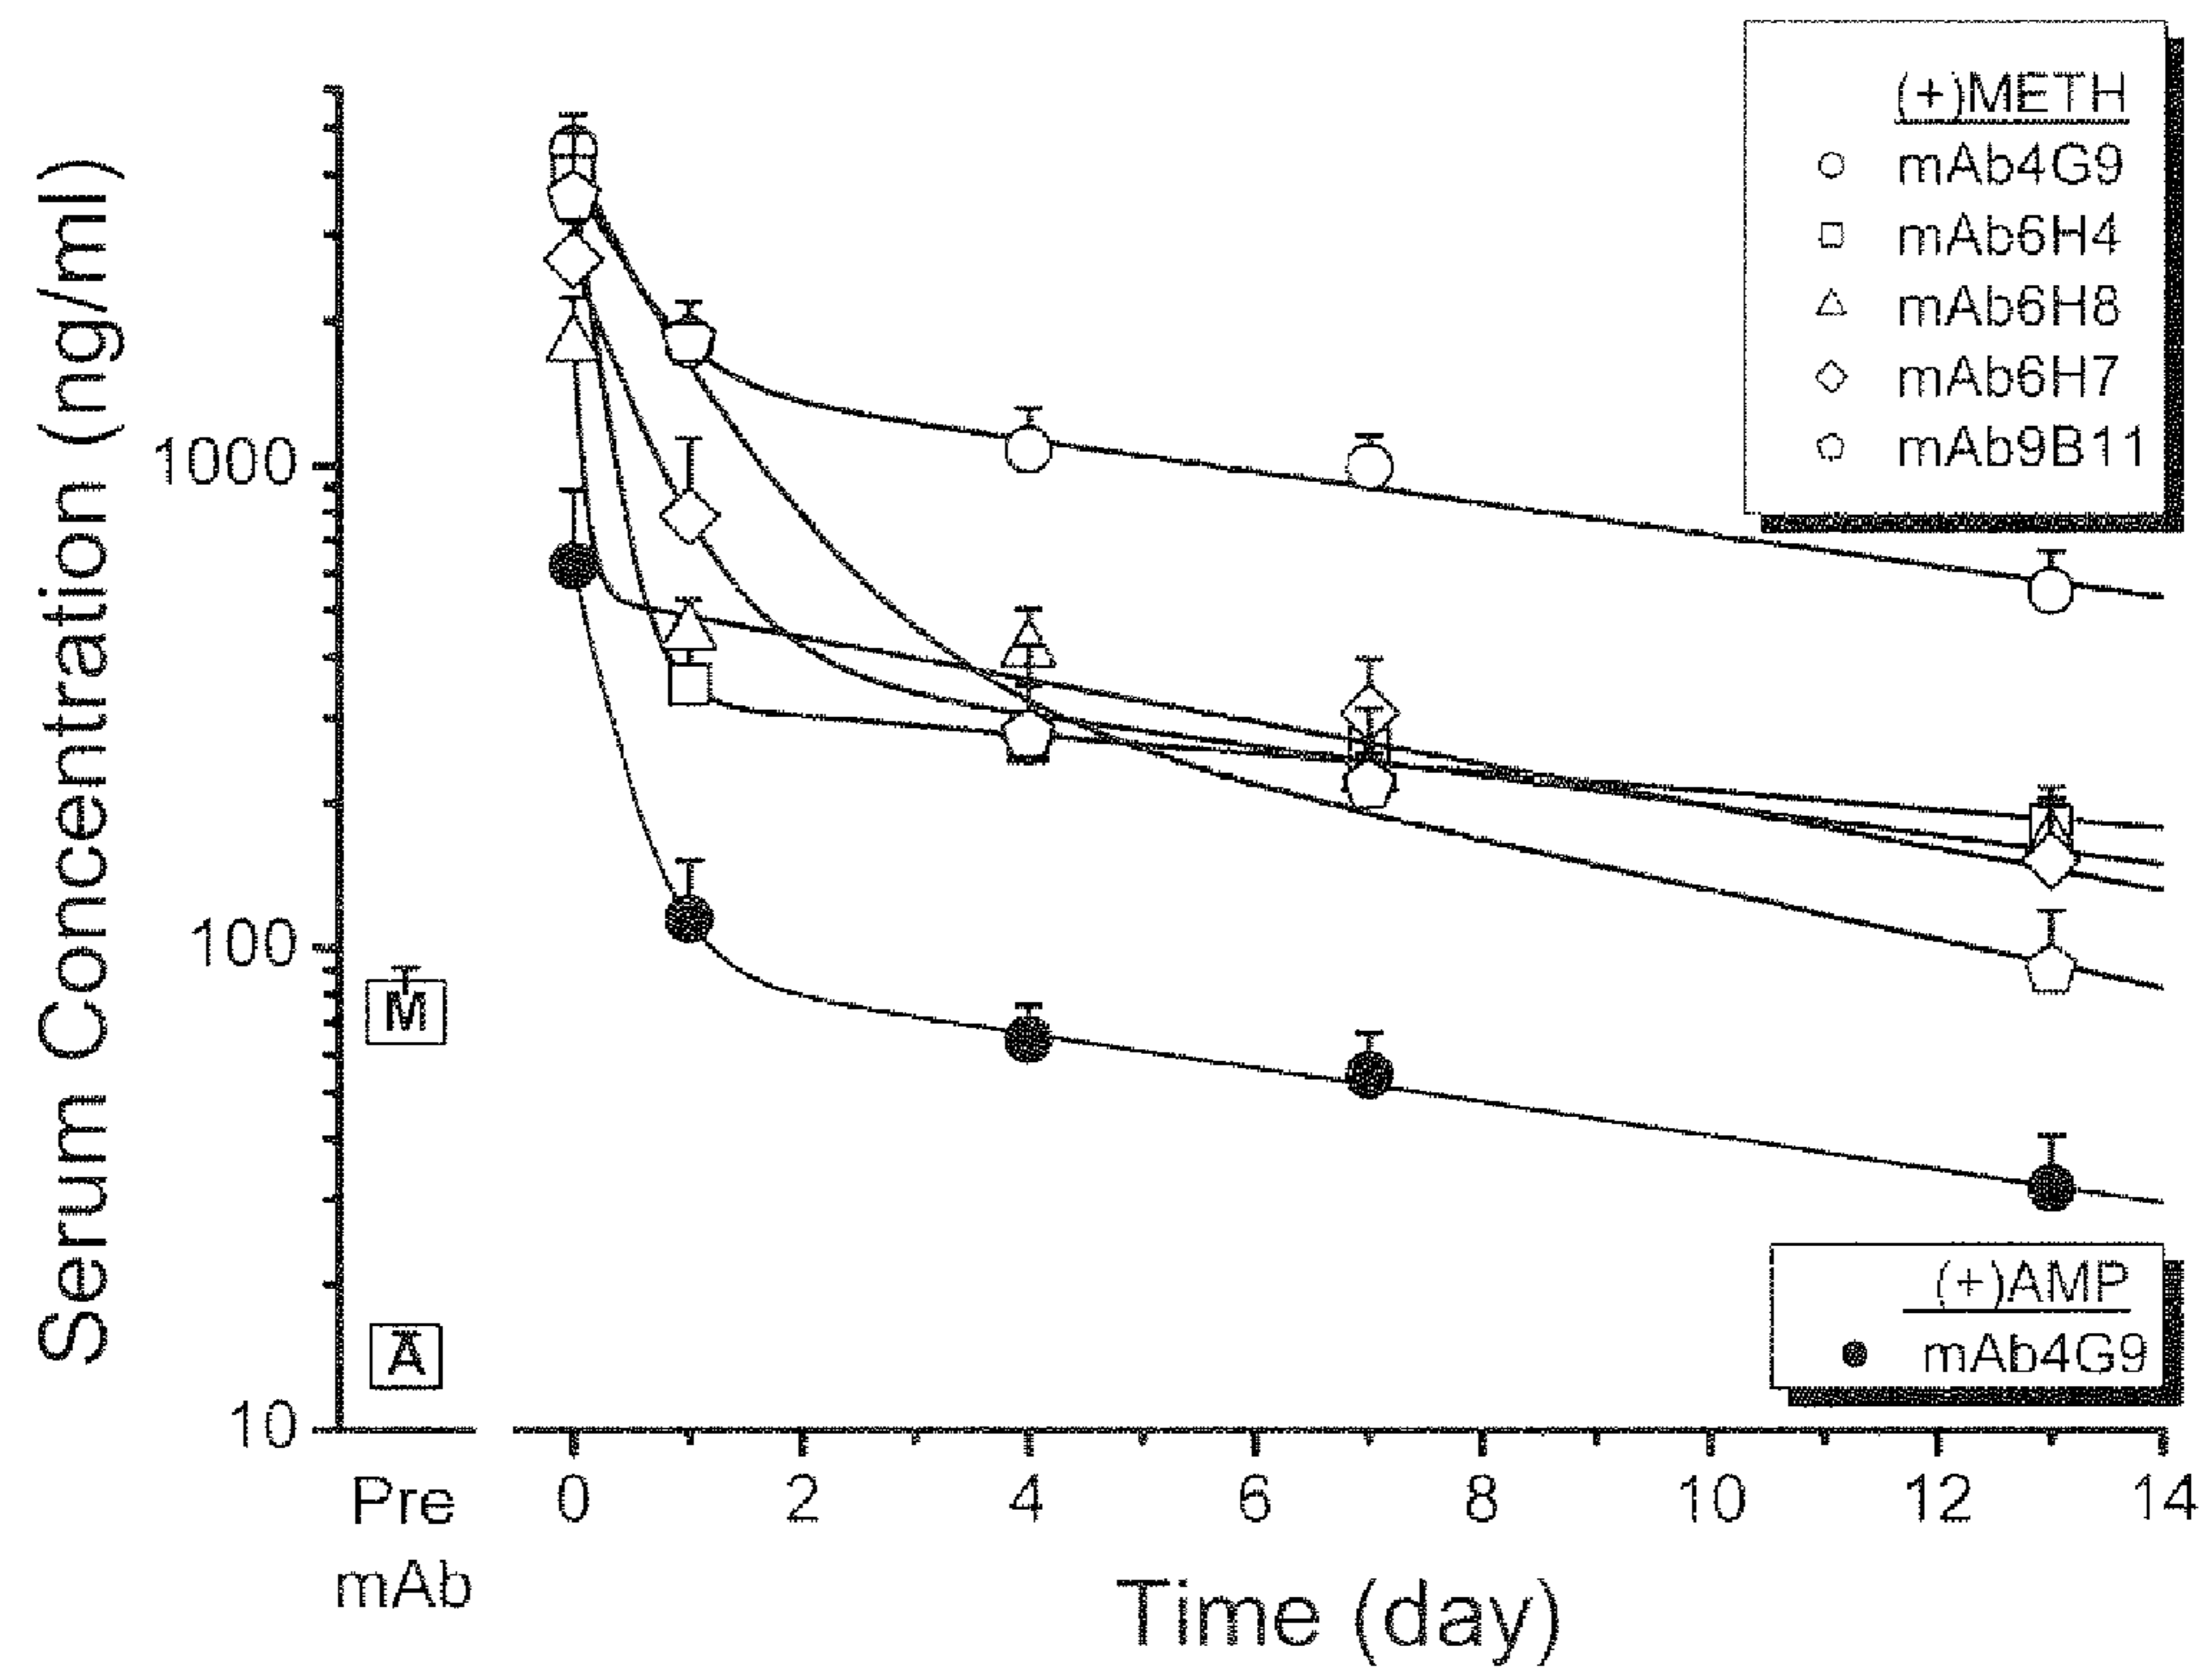 (+)METH
mAb4G9
mAb6H4
mAb6H8
mAb6H7
mAb9B11
Serum Concentration (ng/ml)
1000
100
10
M
A
(+)AMP
mAb4G9
Pre
mAb
0
2
4
6
8
10
12
14
Time (day)